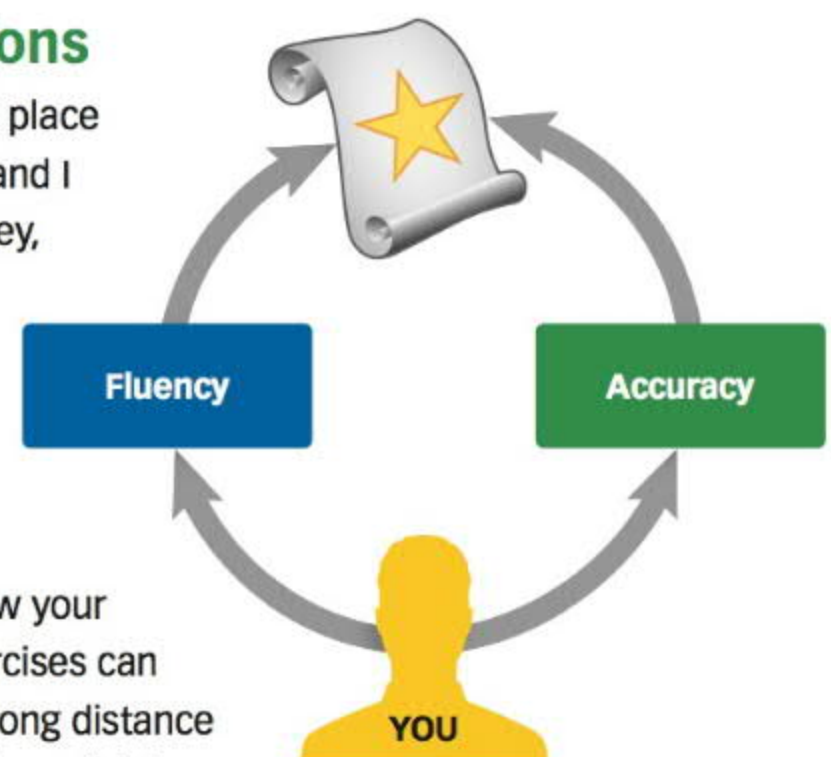 ons
place
and I
ey,
Fluency
Accuracy
w your
rcises can
ong distance
YOU